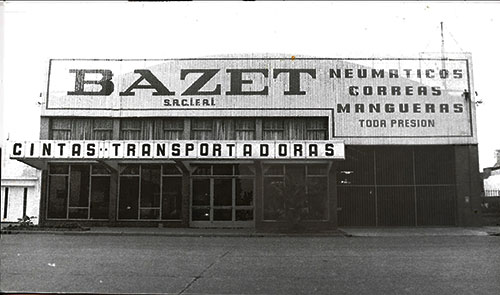 BAZET
S.A.C.I.F.A.I.
NEUMATICOS
CORREAS
MANGUERAS
TODA PRESION
CINTAS - TRANSPORTADORAS